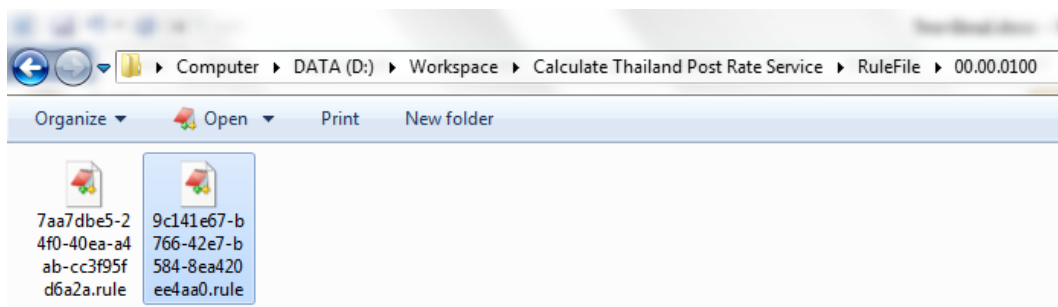 Computer DATA (D:) Workspace Calculate Thailand Post Rate Service RuleFile 00.00.0100
Organize Open Print New folder
7aa7dbe5-2
4f0-40ea-a4
ab-cc3f95f
d6a2a.rule
9c141e67-b
766-42e7-b
584-8ea420
ee4aa0.rule